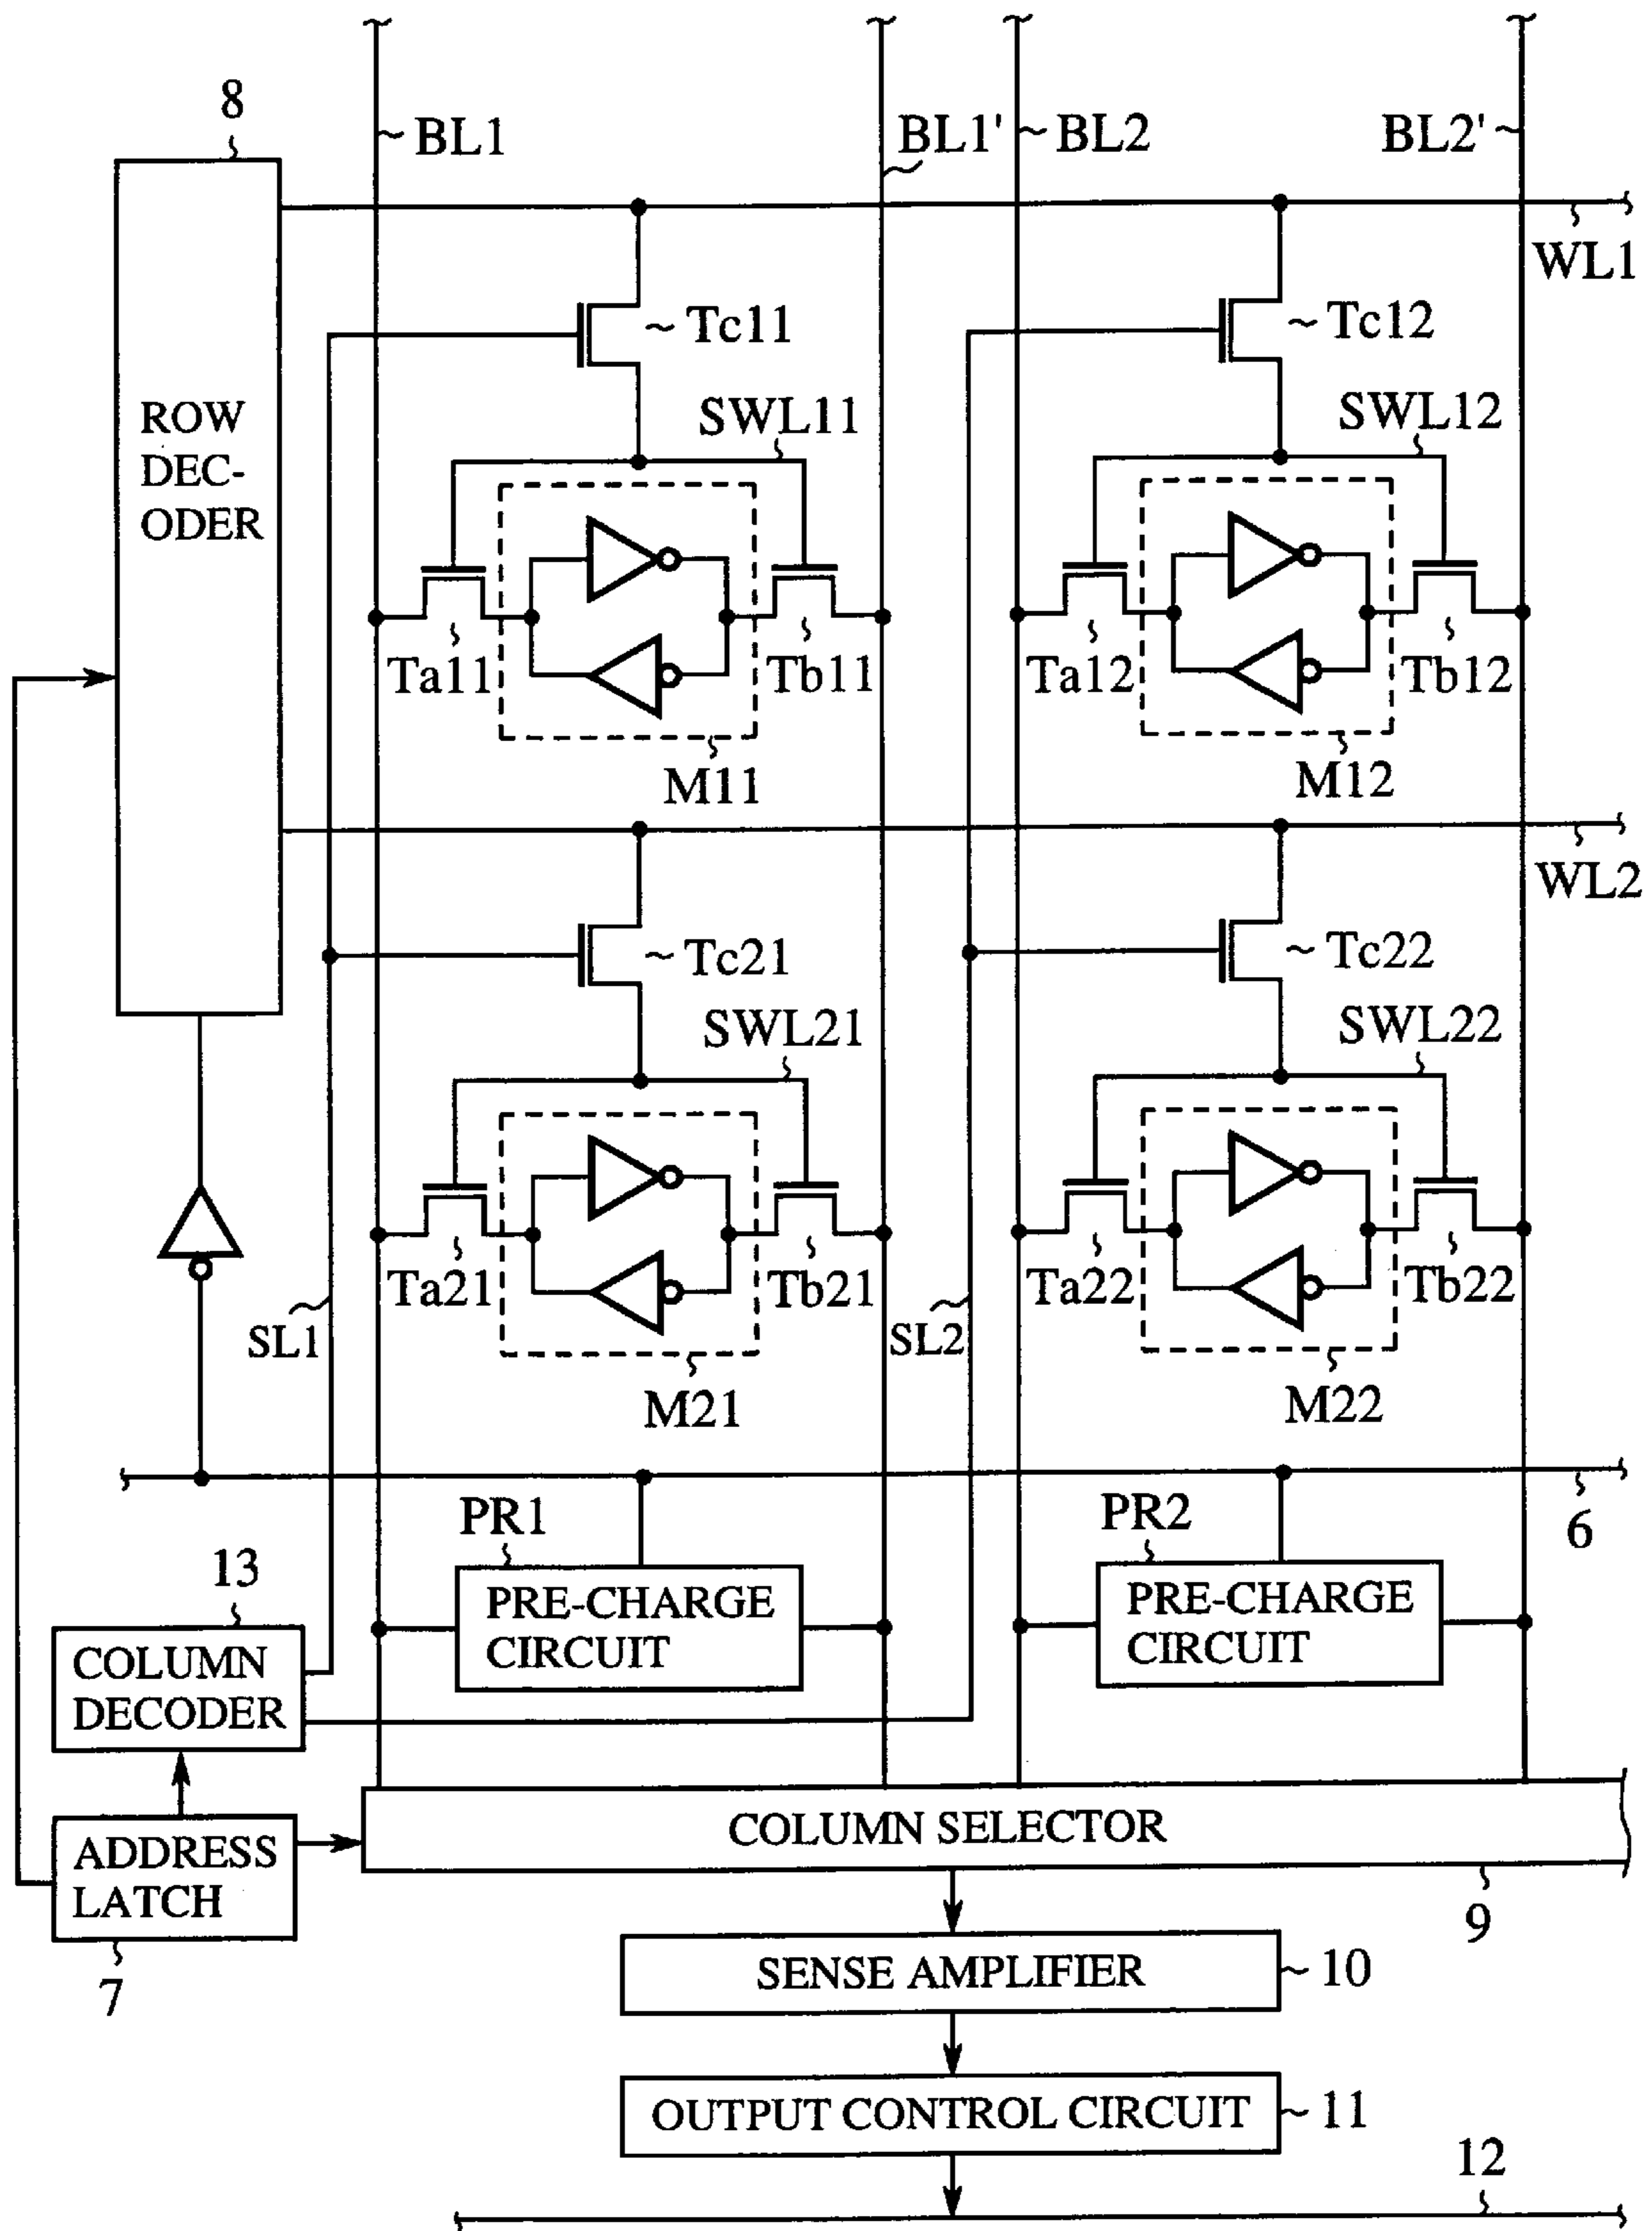 8
BL1
BL1'
BL2
BL2'
WL1
Tc11
Tc12
ROW
DEC-
ODER
SWL11
SWL12
Ta11
Tb11
Ta12
Tb12
M11
M12
WL2
Tc21
Tc22
SWL21
SWL22
Ta21
Tb21
Ta22
Tb22
SL1
SL2
M21
M22
PR1
PR2
6
13
PRE-CHARGE
CIRCUIT
PRE-CHARGE
CIRCUIT
COLUMN
DECODER
COLUMN SELECTOR
ADDRESS
LATCH
9
7
SENSE AMPLIFIER
10
OUTPUT CONTROL CIRCUIT
11
12